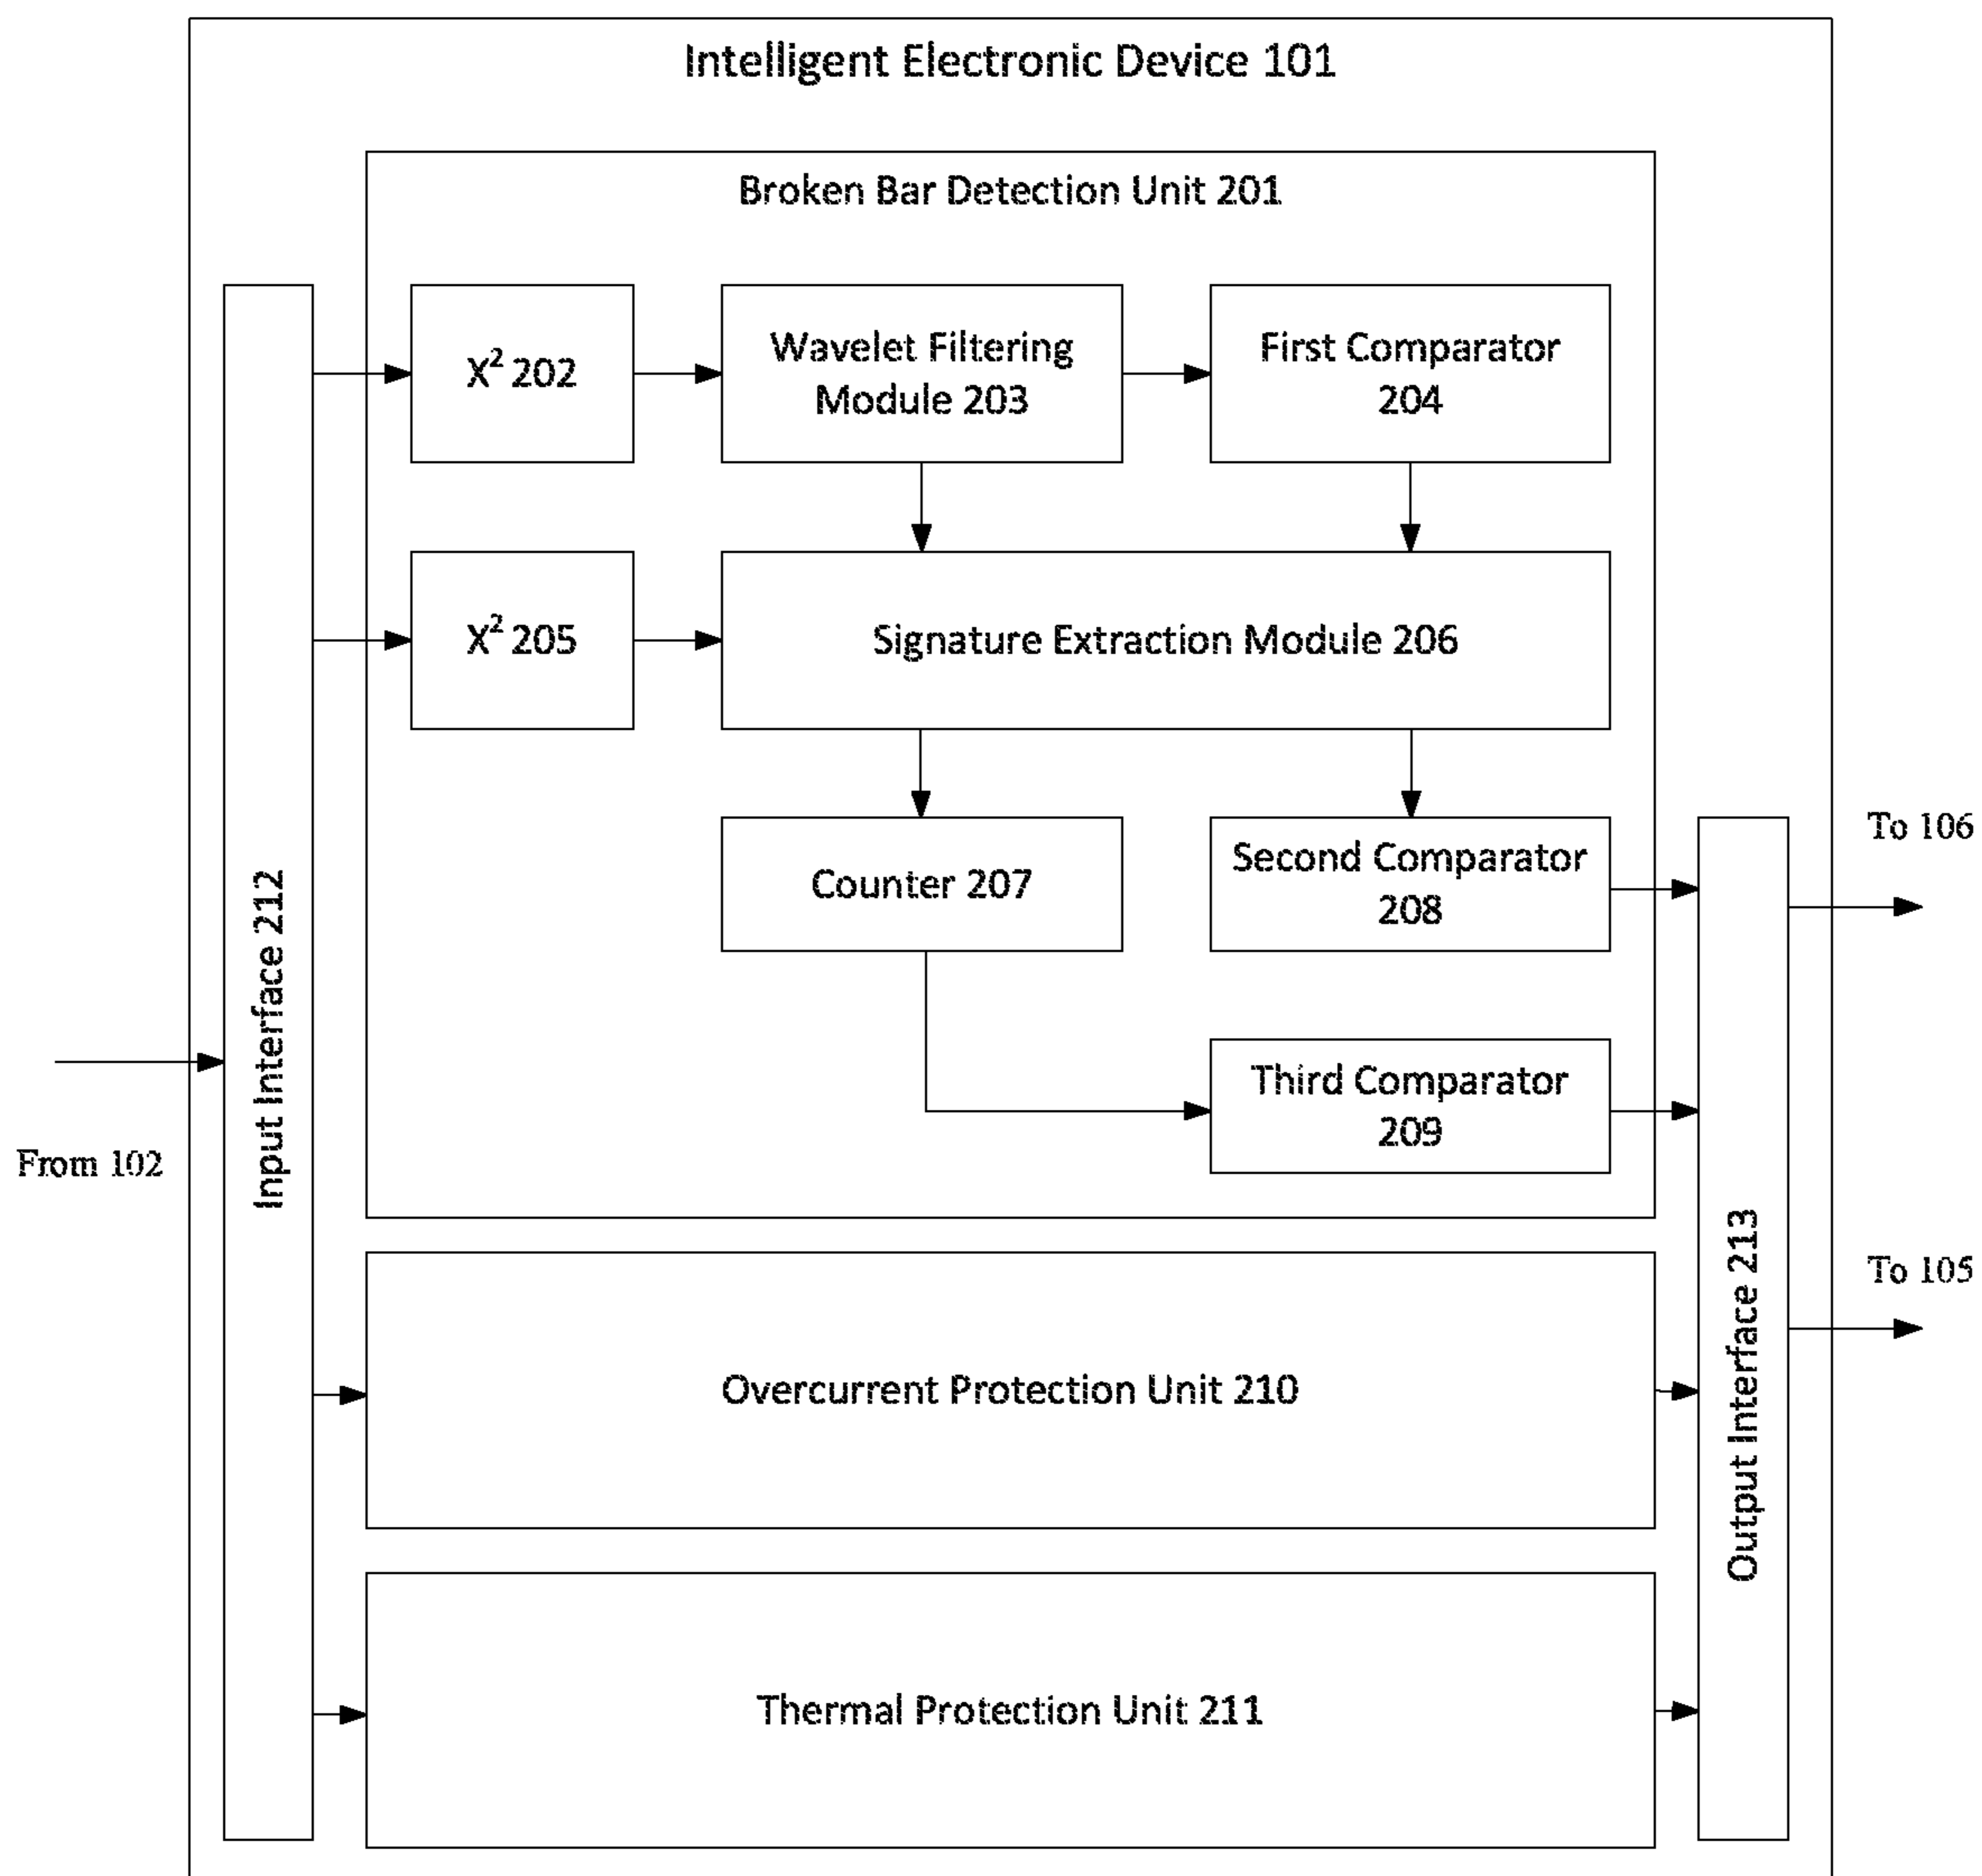 Intelligent Electronic Device 101
Broken Bar Detection Unit 201
X² 202
Wavelet Filtering
Module 203
First Comparator
204
X² 205
Signature Extraction Module 206
Counter 207
Second Comparator
208
Third Comparator
209
Input Interface 212
From 102
To 106
To 105
Output Interface 213
Overcurrent Protection Unit 210
Thermal Protection Unit 211